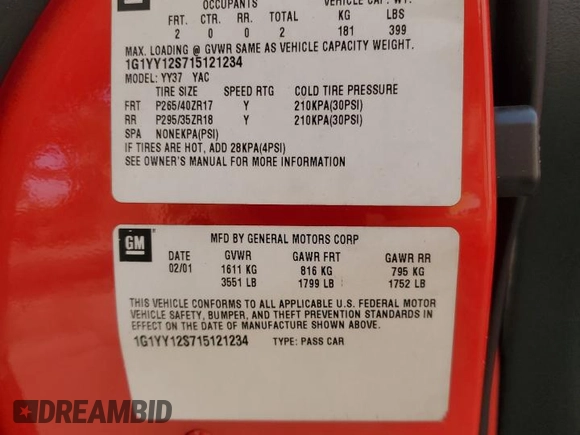 GM
OCCUPANTS VEHICLE CAP. WT.
FRT. CTR. RR. TOTAL KG LBS
2 0 0 2 181 399
MAX. LOADING @ GVWR SAME AS VEHICLE CAPACITY WEIGHT.
1G1YY12S715121234
MODEL: YY37 YAC
TIRE SIZE SPEED RTG COLD TIRE PRESSURE
FRT P265/40ZR17 Y 210KPA(30PSI)
RR P295/35ZR18 Y 210KPA(30PSI)
SPA NONEKPA(PSI)
IF TIRES ARE HOT, ADD 28KPA(4PSI)
SEE OWNER'S MANUAL FOR MORE INFORMATION
GM
MFD BY GENERAL MOTORS CORP
DATE GVWR GAWR FRT GAWR RR
02/01 1611 KG 816 KG 795 KG
3551 LB 1799 LB 1752 LB
THIS VEHICLE CONFORMS TO ALL APPLICABLE U.S. FEDERAL MOTOR
VEHICLE SAFETY, BUMPER, AND THEFT PREVENTION STANDARDS IN
EFFECT ON THE DATE OF MANUFACTURE SHOWN ABOVE.
1G1YY12S715121234 TYPE: PASS CAR
DREAMBID